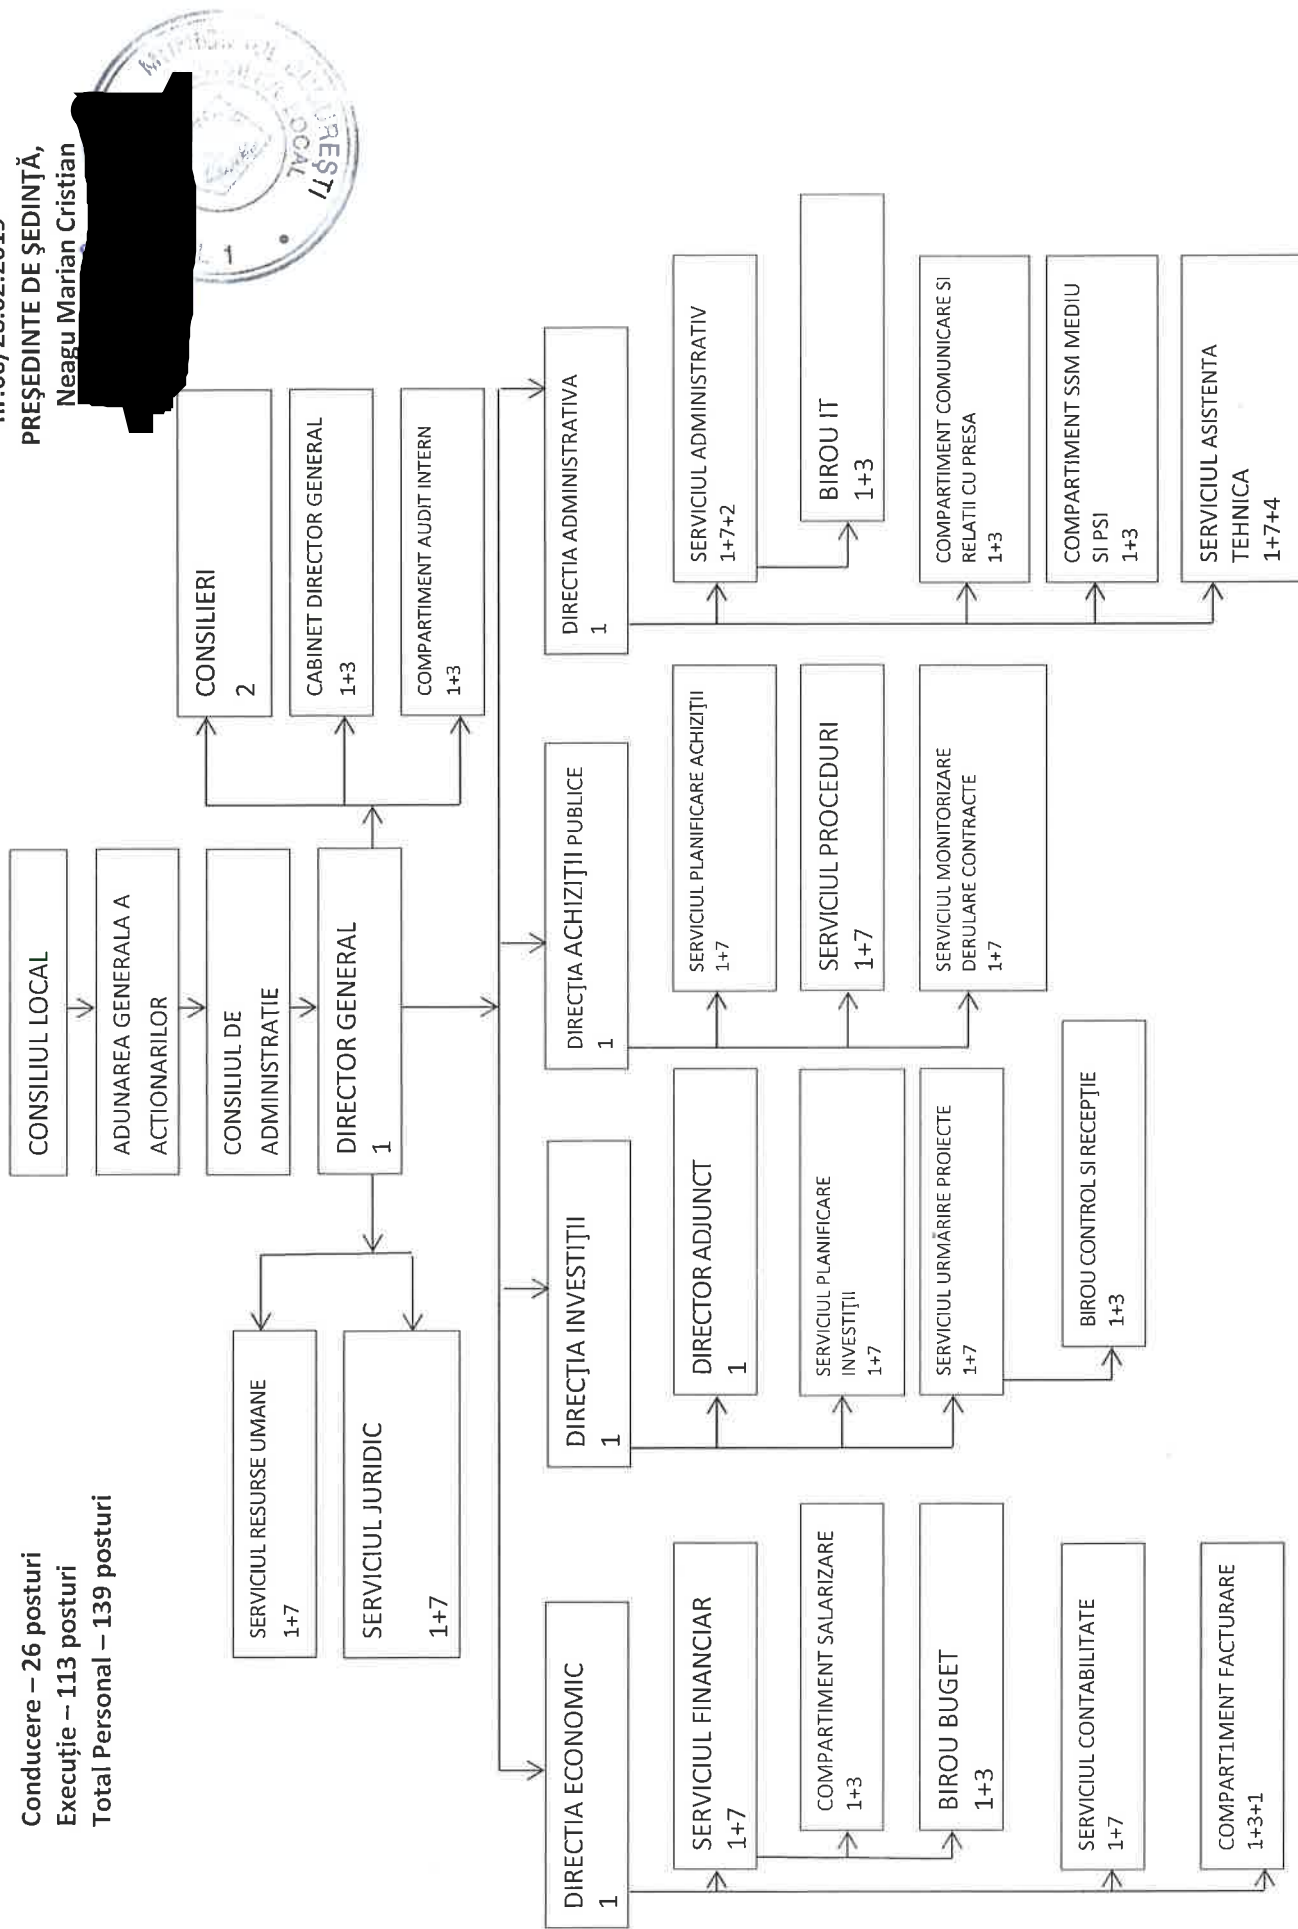 PREŞEDINTE DE ŞEDINŢĂ,
Neagu Marian Cristian
MUNICIPIUL BUCUREŞTI
LOCAL
1
Conducere – 26 posturi
Execuţie – 113 posturi
Total Personal – 139 posturi
CONSILIUL LOCAL
ADUNAREA GENERALA A
ACTIONARILOR
CONSILIUL DE
ADMINISTRATIE
DIRECTOR GENERAL
1
CONSILIERI
2
CABINET DIRECTOR GENERAL
1+3
COMPARTIMENT AUDIT INTERN
1+3
SERVICIUL RESURSE UMANE
1+7
SERVICIUL JURIDIC
1+7
DIRECTIA ECONOMIC
1
SERVICIUL FINANCIAR
1+7
COMPARTIMENT SALARIZARE
1+3
BIROU BUGET
1+3
SERVICIUL CONTABILITATE
1+7
COMPART1MENT FACTURARE
1+3+1
DIRECŢIA INVESTIŢII
1
DIRECTOR ADJUNCT
1
SERVICIUL PLANIFICARE
INVESTIŢII
1+7
SERVICIUL URMĂRIRE PROIECTE
1+7
BIROU CONTROL SI RECEPŢIE
1+3
DIRECŢIA ACHIZIŢII PUBLICE
1
SERVICIUL PLANIFICARE ACHIZIŢII
1+7
SERVICIUL PROCEDURI
1+7
SERVICIUL MONITORIZARE
DERULARE CONTRACTE
1+7
DIRECTIA ADMINISTRATIVA
1
SERVICIUL ADMINISTRATIV
1+7+2
BIROU IT
1+3
COMPARTIMENT COMUNICARE SI
RELATII CU PRESA
1+3
COMPARTIMENT SSM MEDIU
SI PSI
1+3
SERVICIUL ASISTENTA
TEHNICA
1+7+4